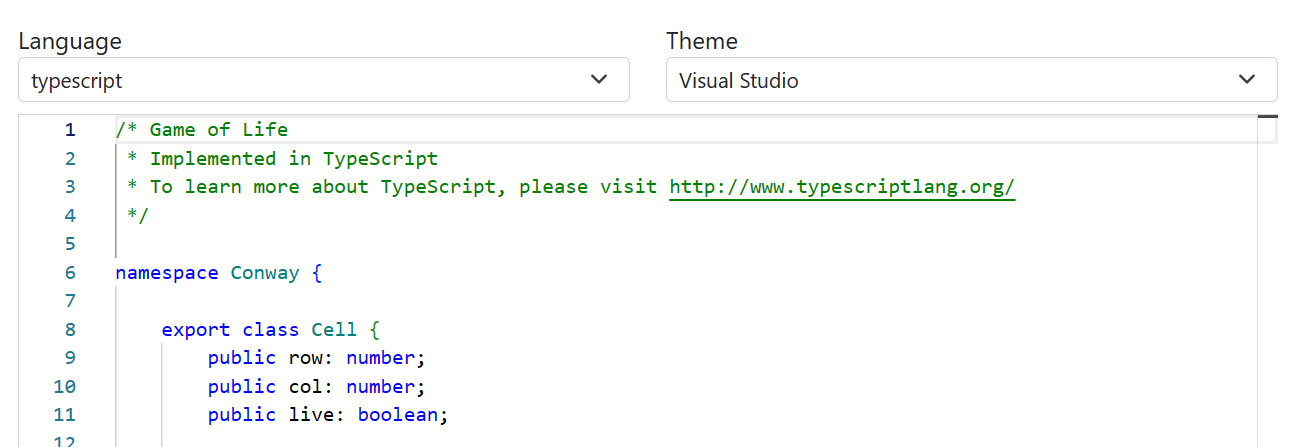 Language
Theme
typescript
Visual Studio
1 /* Game of Life
2  * Implemented in TypeScript
3  * To learn more about TypeScript, please visit http://www.typescriptlang.org/
4  */
5
6 namespace Conway {
7
8     export class Cell {
9         public row: number;
10         public col: number;
11         public live: boolean;
12